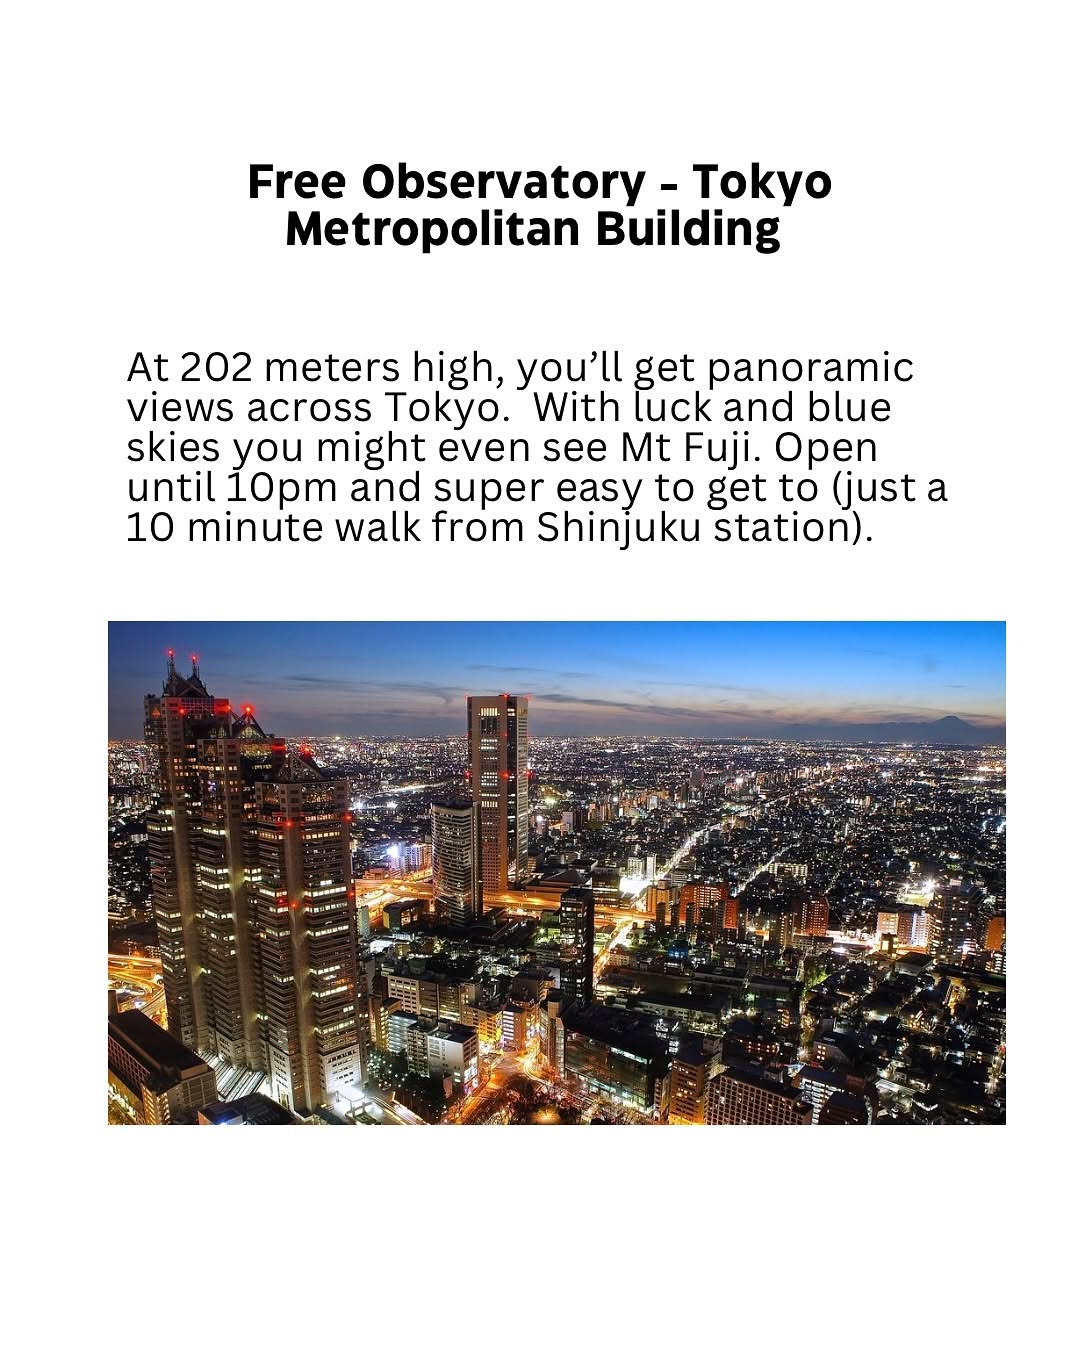 Free Observatory - Tokyo
Metropolitan Building
At 202 meters high, you’ll get panoramic
views across Tokyo.  With luck and blue
skies you might even see Mt Fuji. Open
until 10pm and super easy to get to (just a
10 minute walk from Shinjuku station).